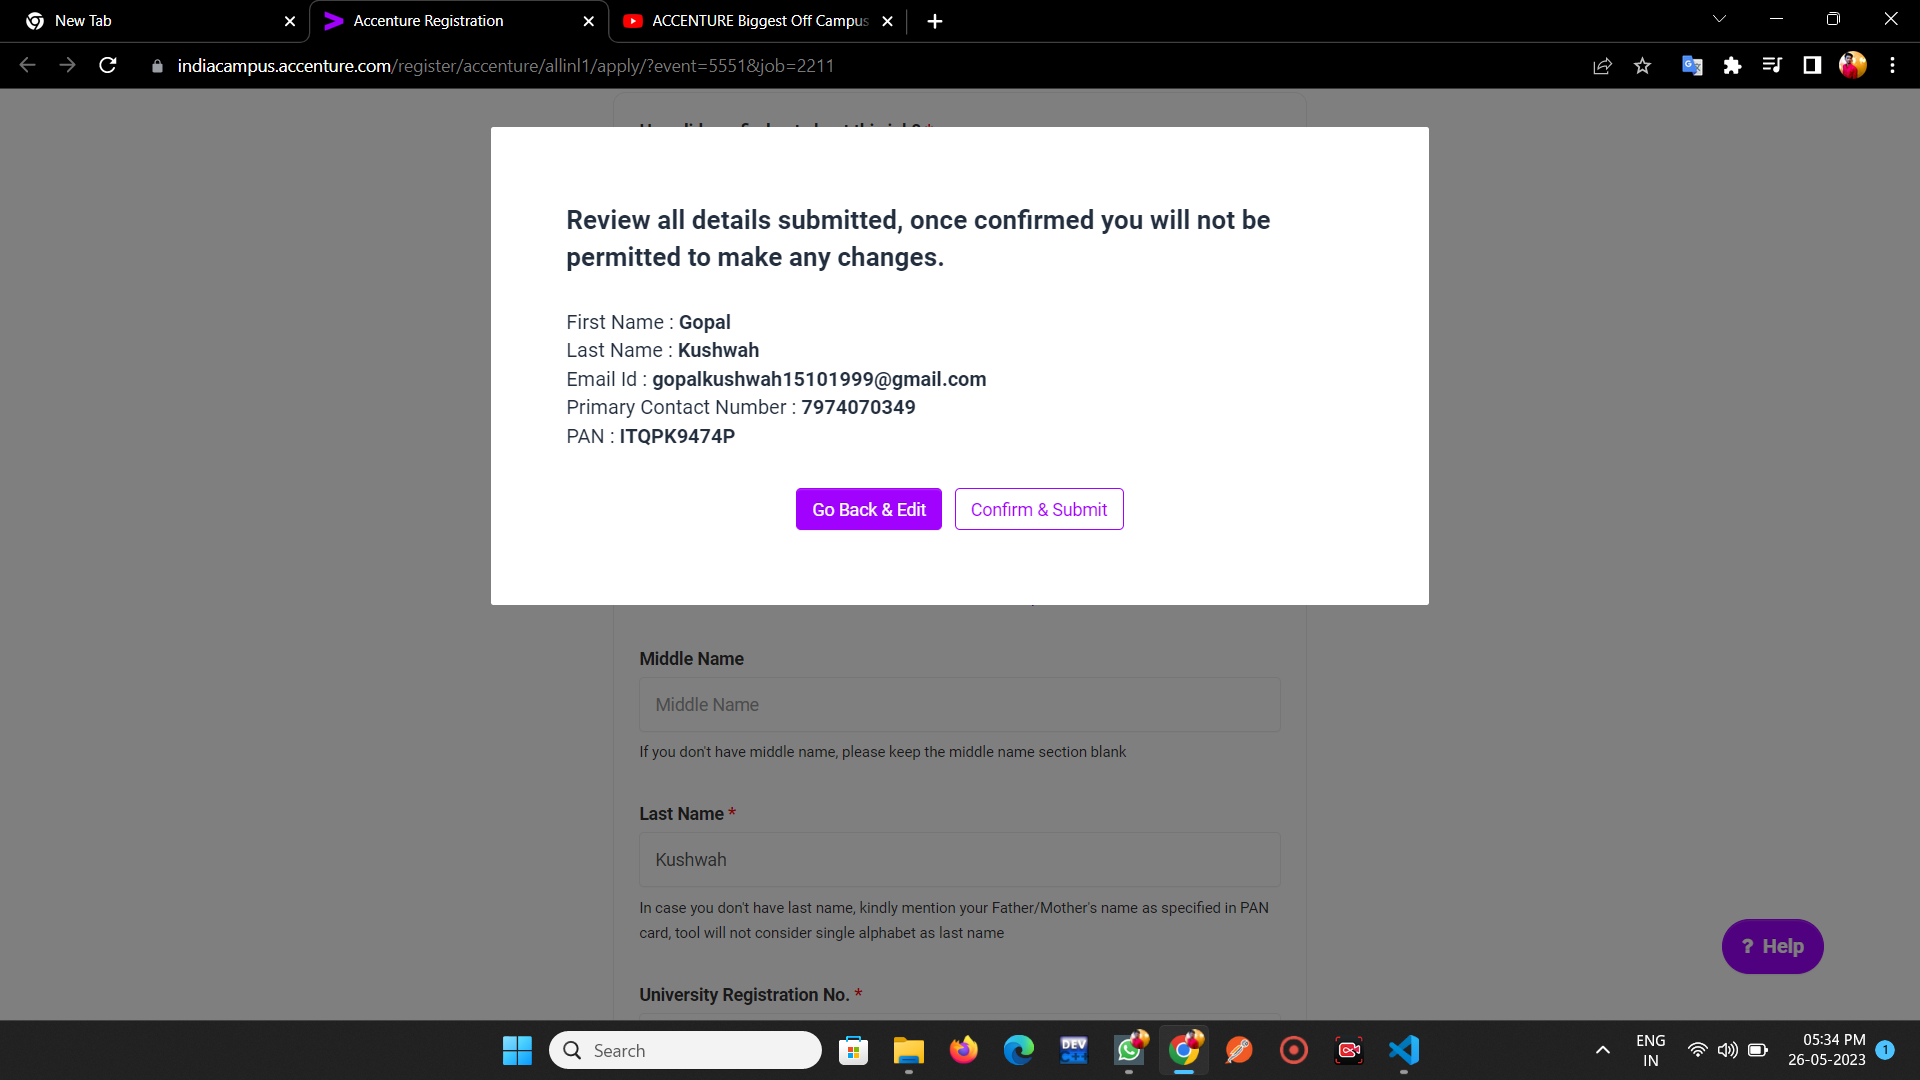 New Tab
Accenture Registration
ACCENTURE Biggest Off Campus
indiacampus.accenture.com/register/accenture/allinl1/apply/?event=5551&job=2211
Review all details submitted, once confirmed you will not be
permitted to make any changes.
First Name : Gopal
Last Name : Kushwah
Email Id : gopalkushwah15101999@gmail.com
Primary Contact Number : 7974070349
PAN : ITQPK9474P
Go Back & Edit
Confirm & Submit
Middle Name
Middle Name
If you don't have middle name, please keep the middle name section blank
Last Name *
Kushwah
In case you don't have last name, kindly mention your Father/Mother's name as specified in PAN
card, tool will not consider single alphabet as last name
? Help
University Registration No. *
Search
DEV
C++
ENG
IN
05:34 PM
26-05-2023
1